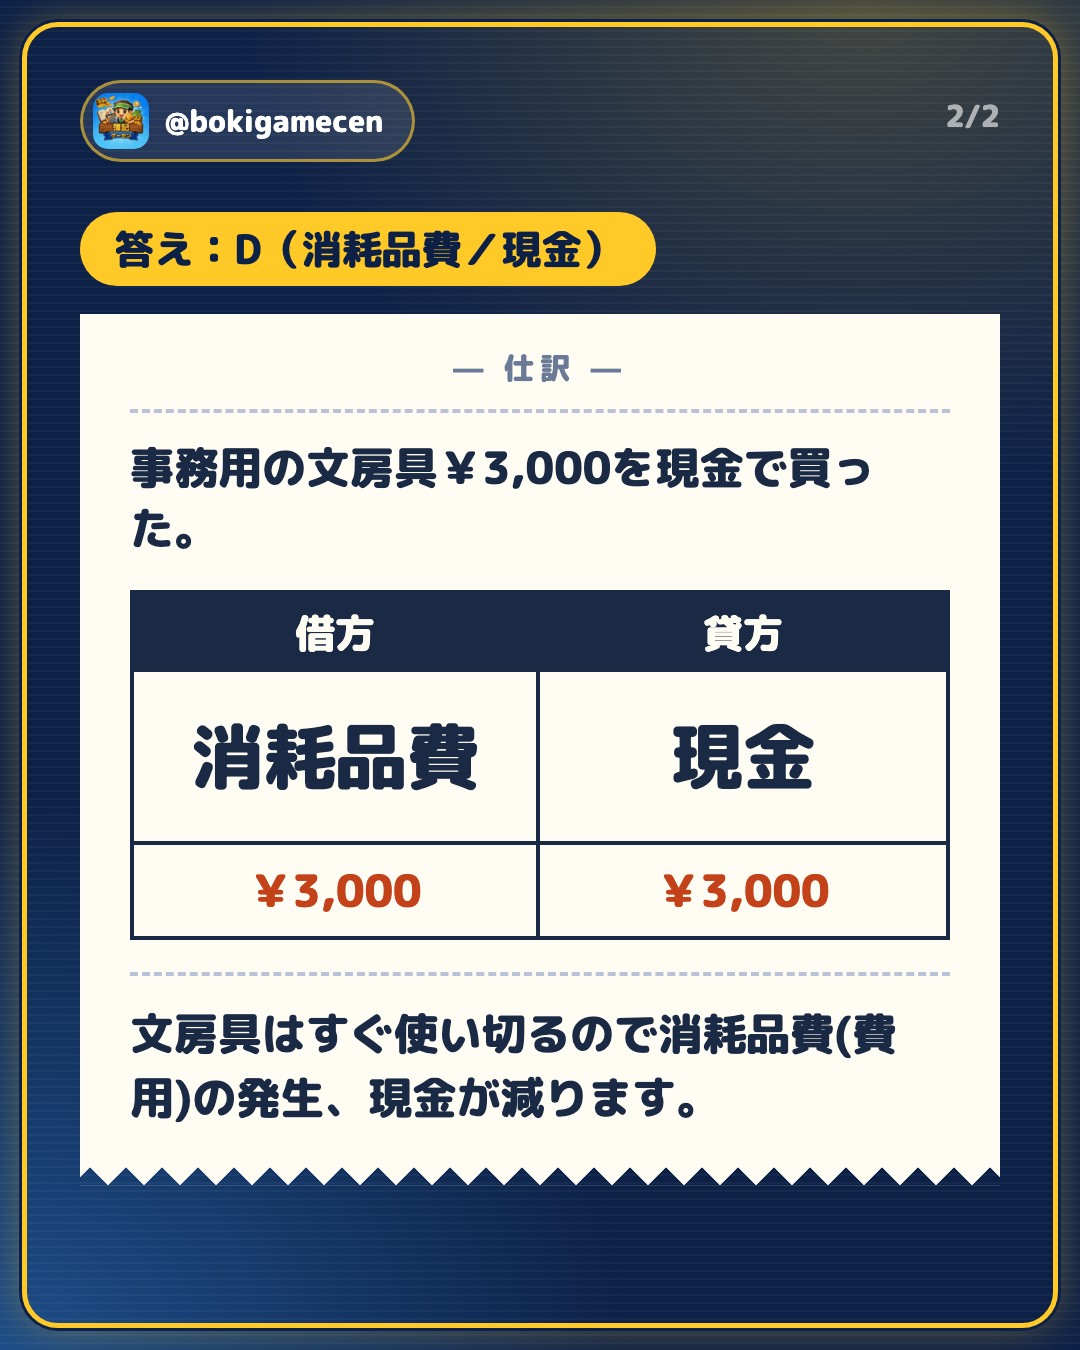 @bokigamecen
2/2
答え：D（消耗品費／現金）
— 仕訳 —
事務用の文房具￥3,000を現金で買っ
た。
借方 貸方
消耗品費 現金
￥3,000 ￥3,000
文房具はすぐ使い切るので消耗品費(費
用)の発生、現金が減ります。